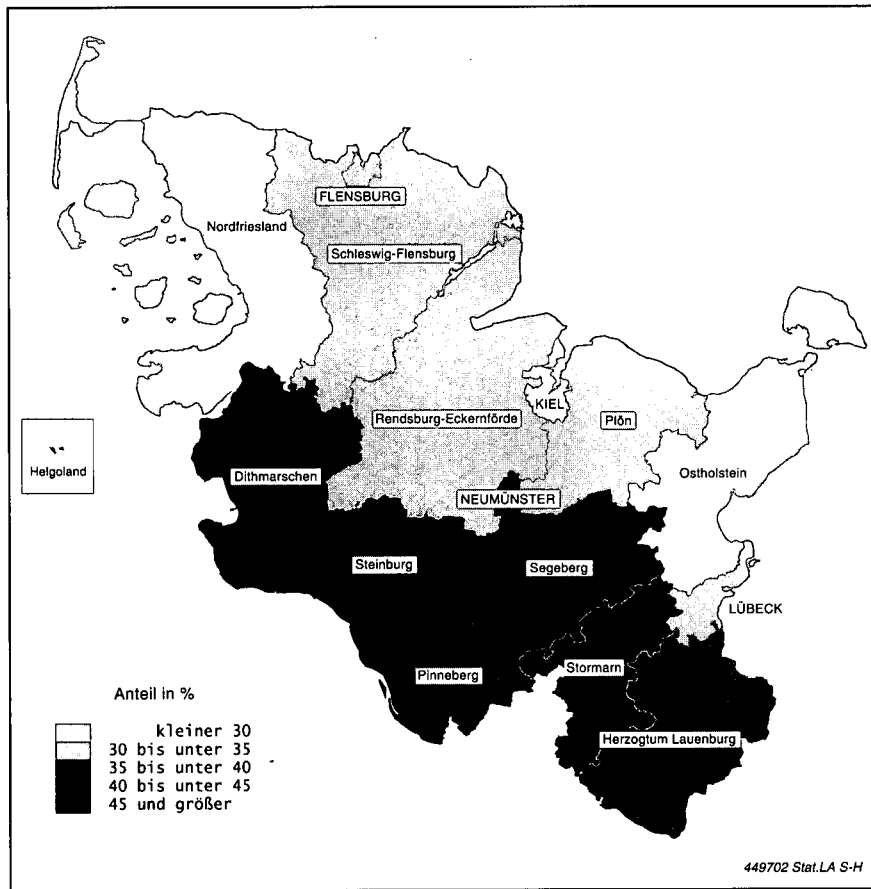 FLENSBURG
Nordfriesland
Schleswig-Flensburg
KIEL
Rendsburg-Eckernförde
Plön
Helgoland
Dithmarschen
Ostholstein
NEUMÜNSTER
Steinburg
Segeberg
LÜBECK
Pinneberg
Stormarn
Anteil in %
kleiner 30
30 bis unter 35
35 bis unter 40
40 bis unter 45
45 und größer
Herzogtum Lauenburg
449702 Stat.LA S-H